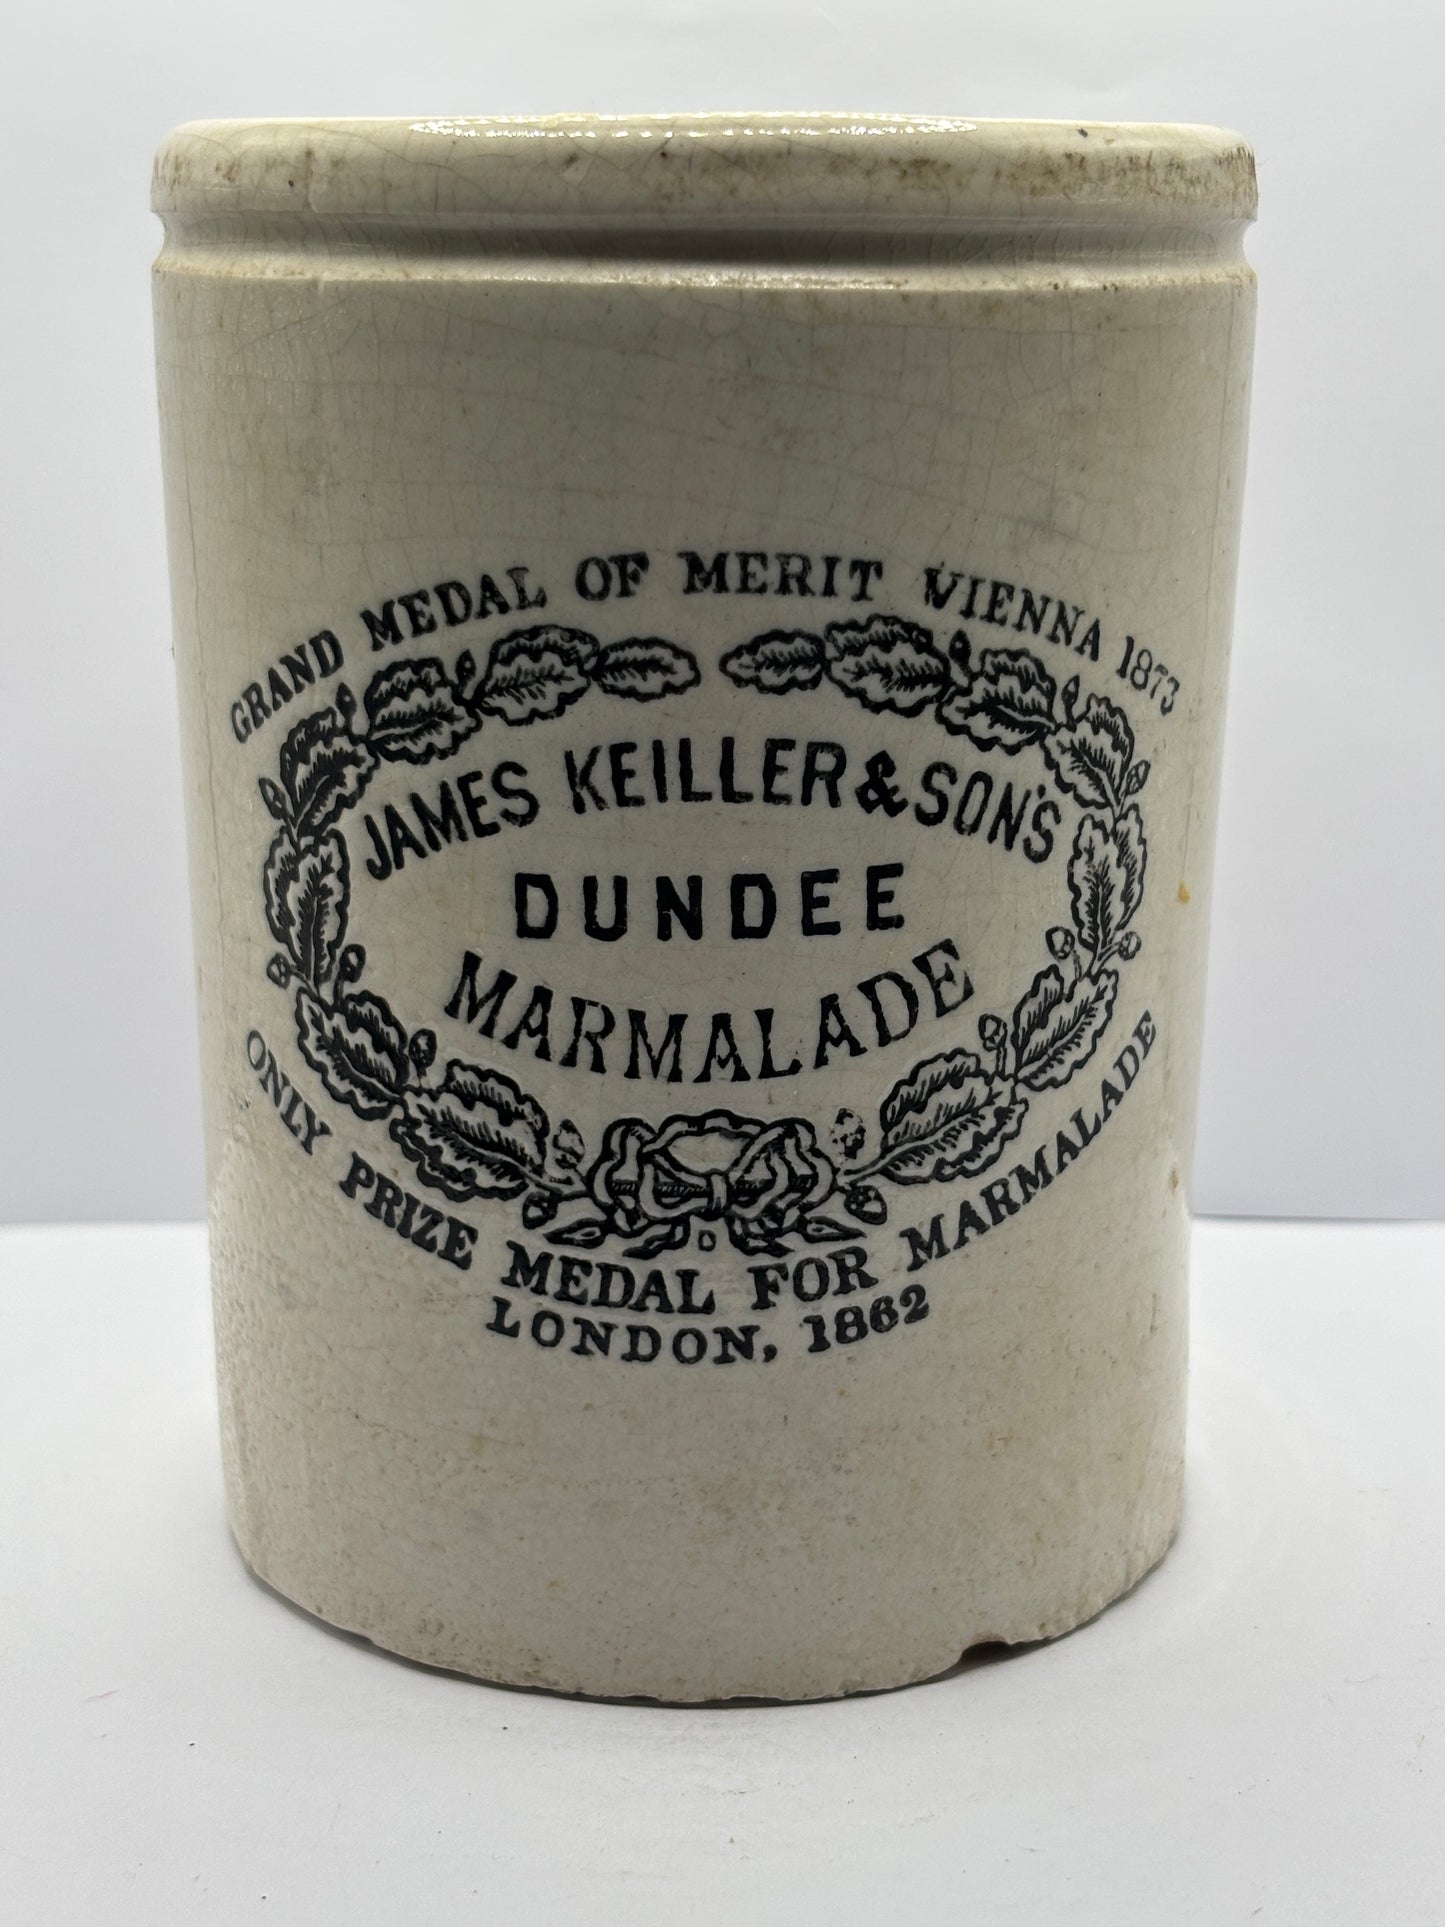 GRAND MEDAL OF MERIT VIENNA 1873
JAMES KEILLER & SON'S
DUNDEE
MARMALADE
ONLY PRIZE MEDAL FOR MARMALADE
LONDON, 1862